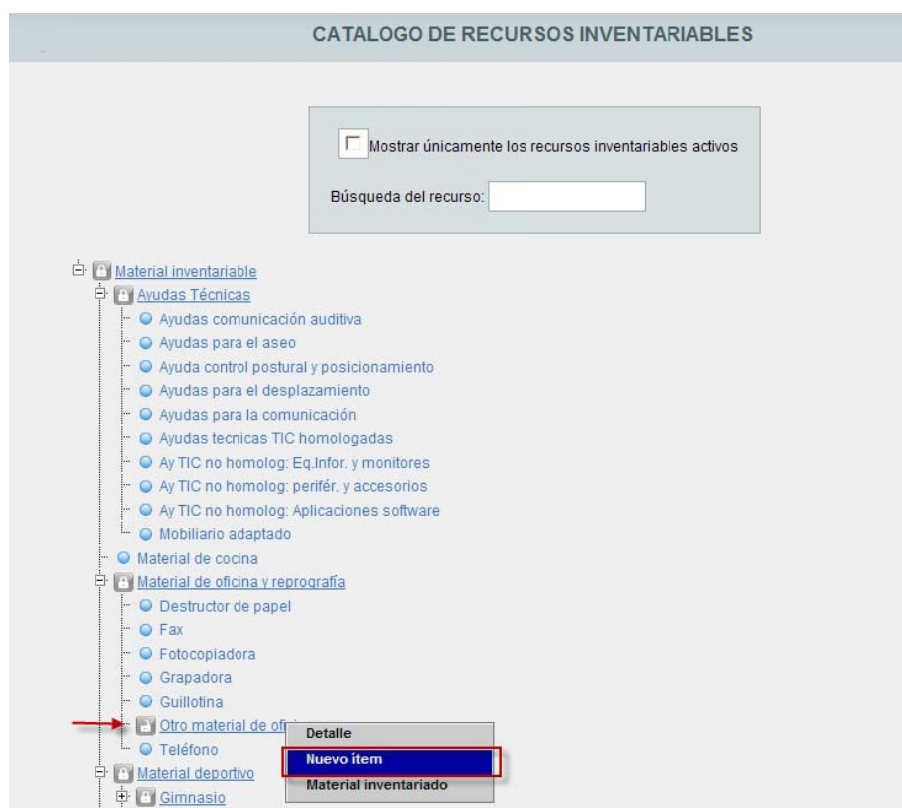 CATALOGO DE RECURSOS INVENTARIABLES
Mostrar únicamente los recursos inventariables activos
Búsqueda del recurso:
Material inventariable
Ayudas Técnicas
Ayudas comunicación auditiva
Ayudas para el aseo
Ayuda control postural y posicionamiento
Ayudas para el desplazamiento
Ayudas para la comunicación
Ayudas tecnicas TIC homologadas
Ay TIC no homolog: Eq.Infor. y monitores
Ay TIC no homolog: perifér. y accesorios
Ay TIC no homolog: Aplicaciones software
Mobiliario adaptado
Material de cocina
Material de oficina y reprografía
Destructor de papel
Fax
Fotocopiadora
Grapadora
Guillotina
Otro material de
Detalle
Nuevo ítem
Teléfono
Material inventariado
Material deportivo
Gimnasio